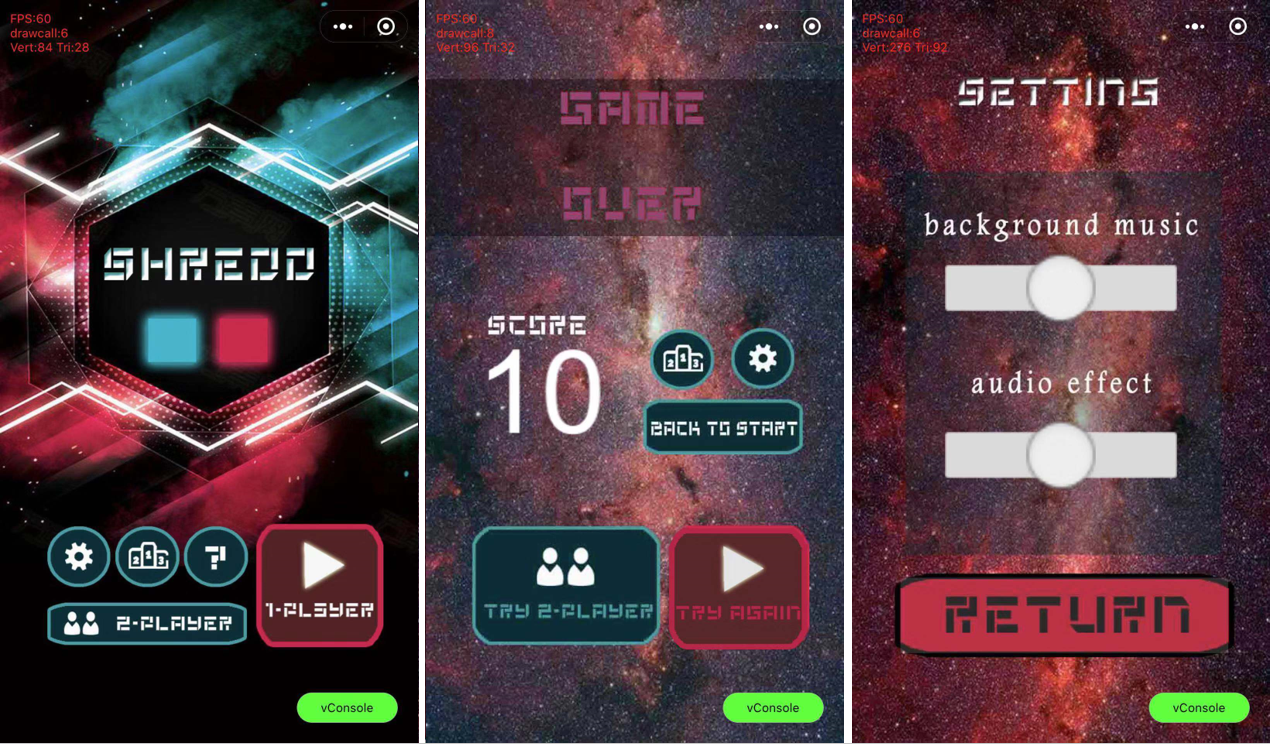 FPS:60
drawcall:6
Vert:84 Tri:28
SHREDD
1-PLSYER
2-PLAYER
vConsole
FPS:60
drawcall:8
Vert:96 Tri:32
GAME
OVER
SCORE
10
1 2 3
BACK TO START
TRY 2-PLAYER
TRY AGAIN
vConsole
FPS:60
drawcall:6
Vert:276 Tri:92
SETTING
background music
audio effect
RETURN
vConsole